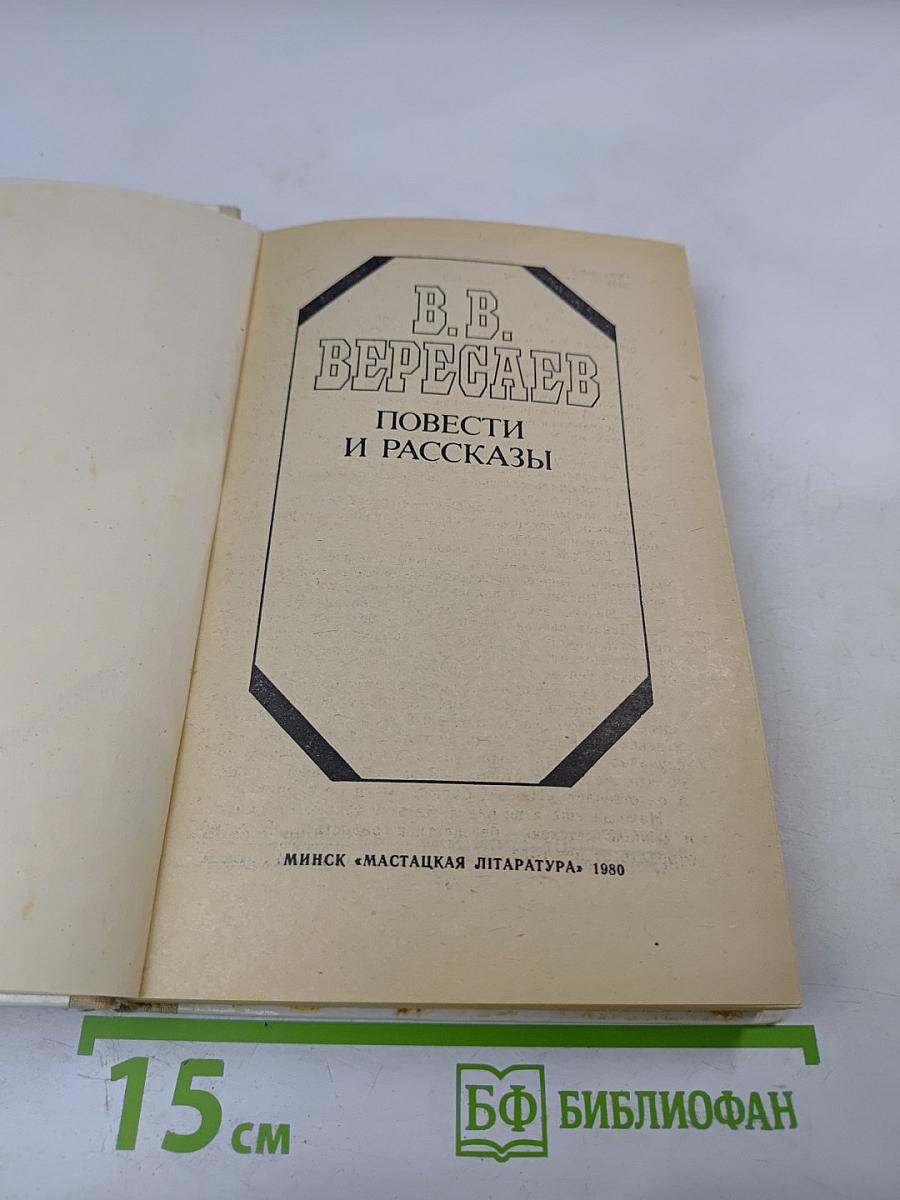 В. В.
ВЕРЕСАЕВ
ПОВЕСТИ
И РАССКАЗЫ
МИНСК «МАСТАЦКАЯ ЛІТАРАТУРА» 1980
15 см
БФ БИБЛИОФАН